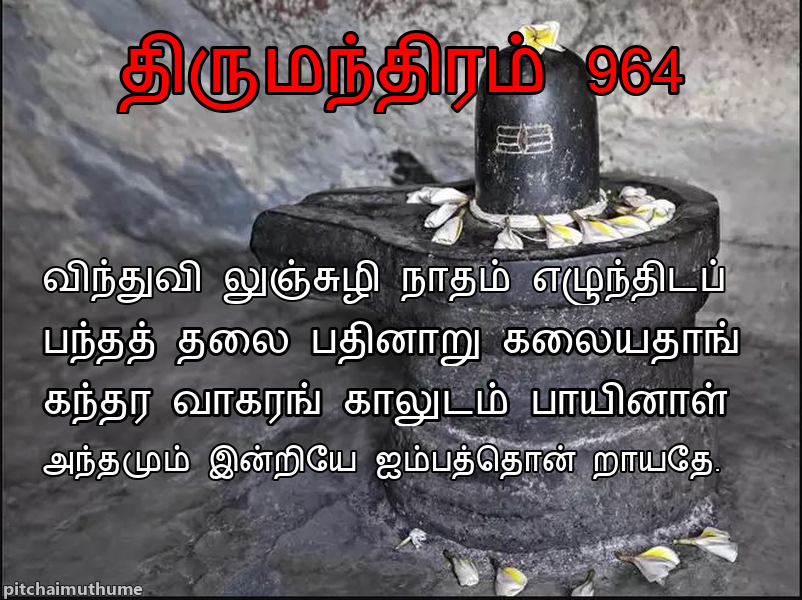 திருமந்திரம் 964
விந்துவி லுஞ்சுழி நாதம் எழுந்திடப்
பந்தத் தலை பதினாறு கலையதாங்
கந்தர வாகரங் காலுடம் பாயினாள்
அந்தமும் இன்றியே ஐம்பத்தொன் றாயதே.
pitchaimuthume